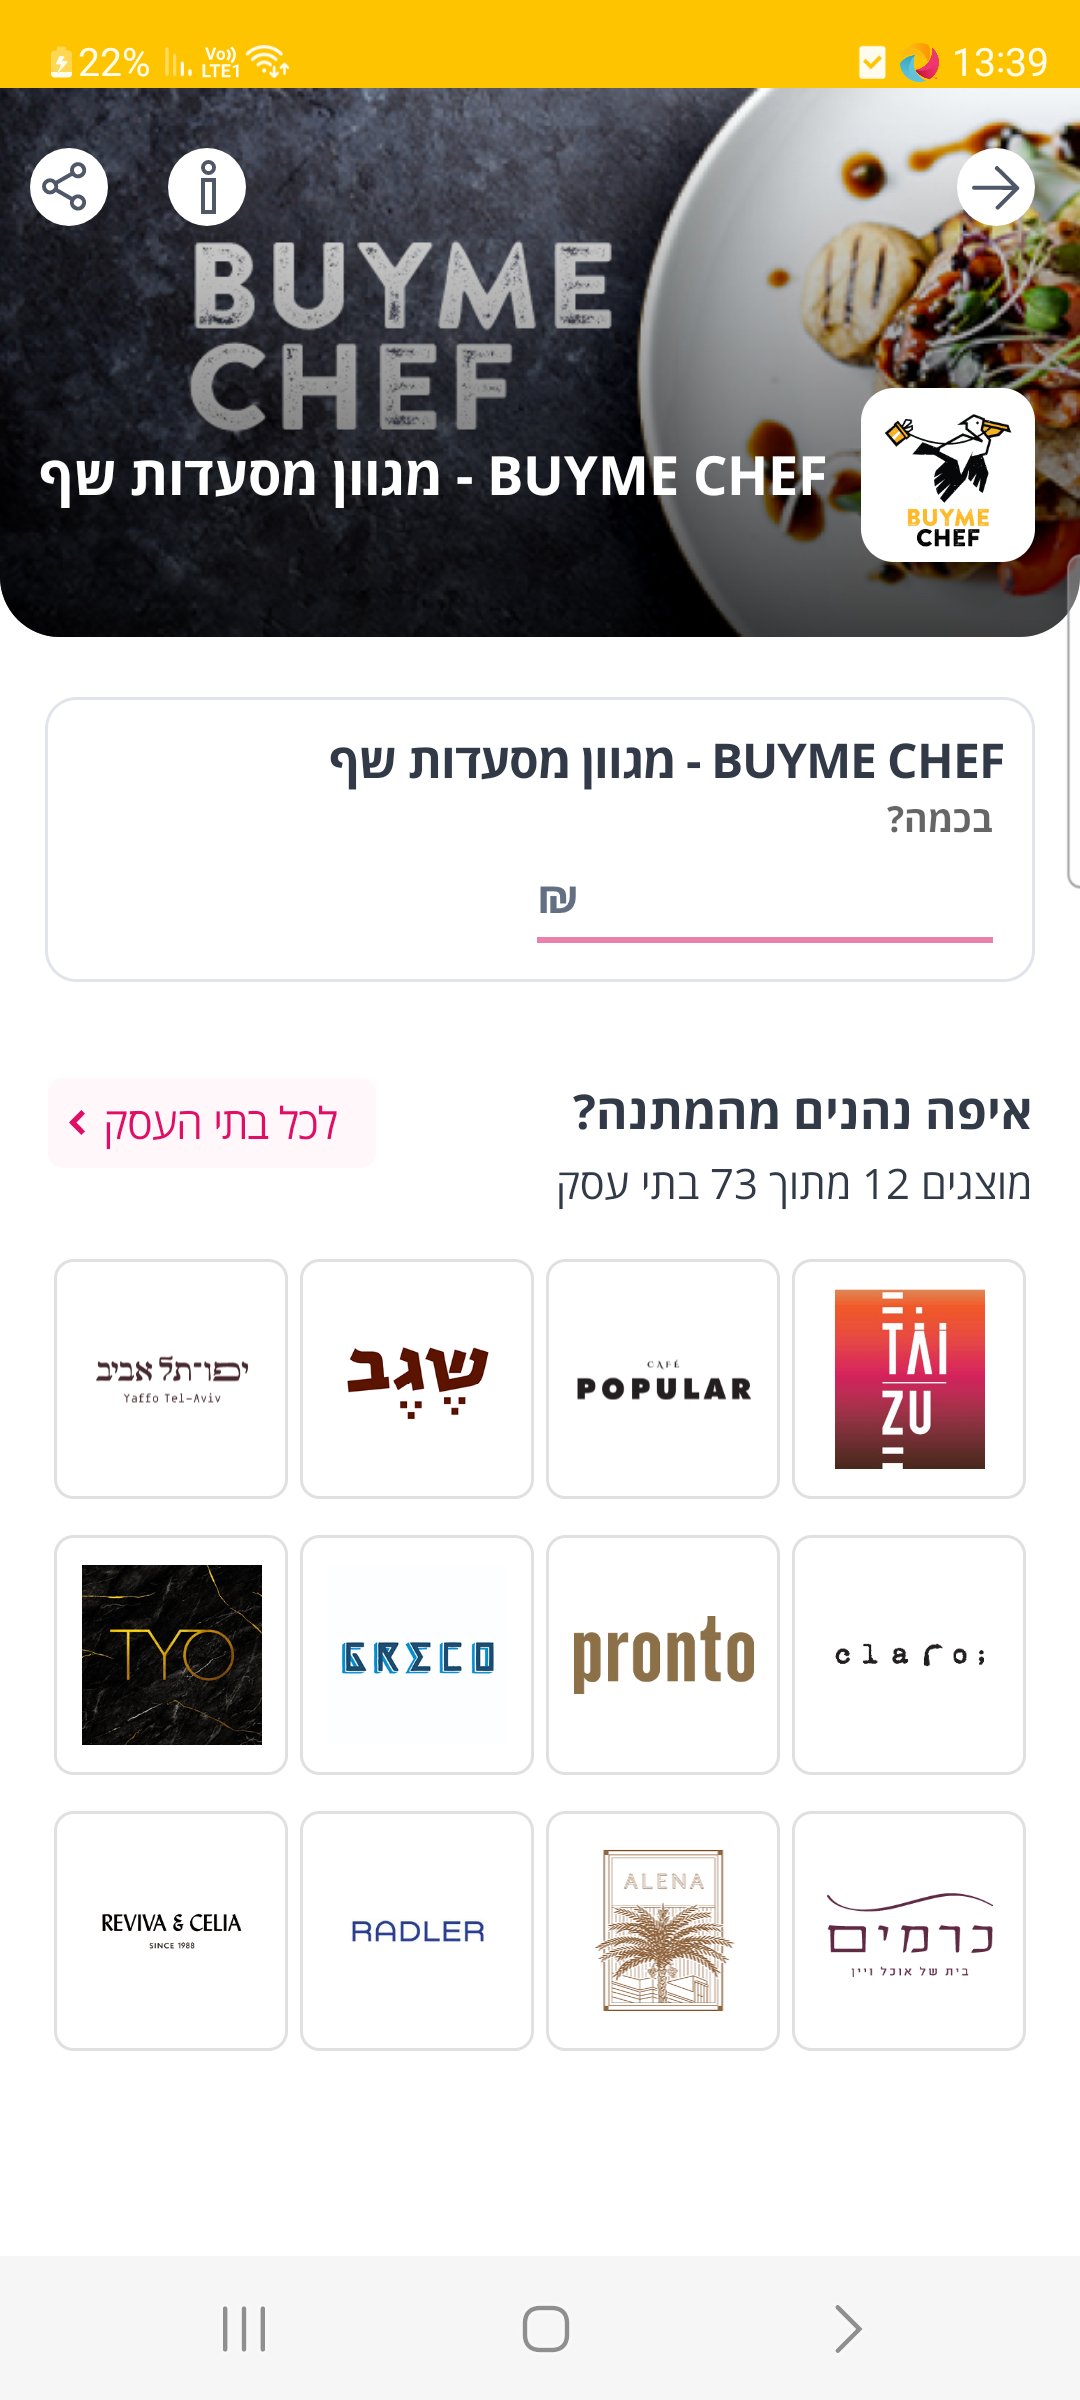 22%
Vo))
LTE1
13:39
BUYME
CHEF
BUYME CHEF - מגוון מסעדות שף
BUYME
CHEF
BUYME CHEF - מגוון מסעדות שף
בכמה?
₪
איפה נהנים מהמתנה?
לכל בתי העסק
מוצגים 12 מתוך 73 בתי עסק
TAI
ZU
CAFÉ
POPULAR
שֶגֶב
יפו־תל אביב
Yaffo Tel-Aviv
claro;
pronto
GRECO
TYO
כרמים
בית של אוכל ויין
ALENA
RADLER
REVIVA & CELIA
SINCE 1988